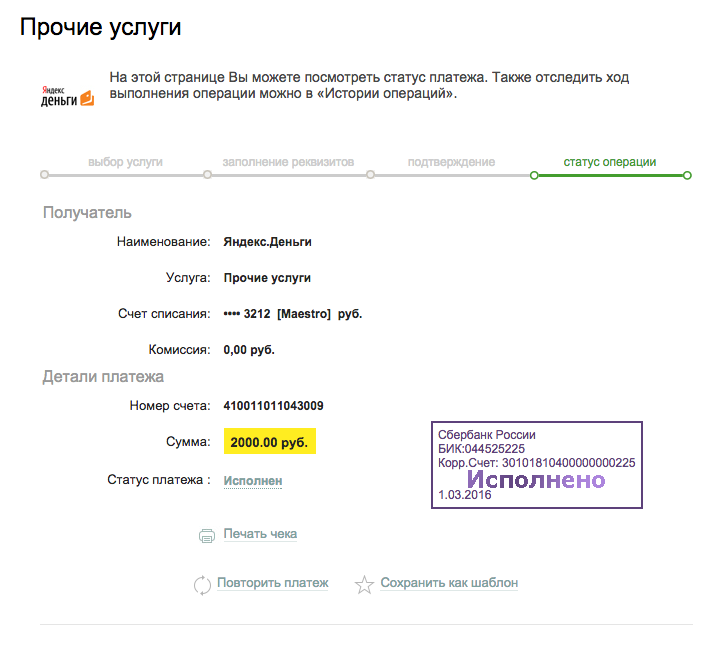 Прочие услуги
Яндекс
деньги
На этой странице Вы можете посмотреть статус платежа. Также отследить ход
выполнения операции можно в «Истории операций».
выбор услуги заполнение реквизитов подтверждение статус операции
Получатель
Наименование: Яндекс.Деньги
Услуга: Прочие услуги
Счет списания: •••• 3212 [Maestro] руб.
Комиссия: 0,00 руб.
Детали платежа
Номер счета: 410011011043009
Сумма: 2000.00 руб.
Статус платежа : Исполнен
Сбербанк России
БИК:044525225
Корр.Счет: 30101810400000000225
Исполнено
1.03.2016
Печать чека
Повторить платеж Сохранить как шаблон